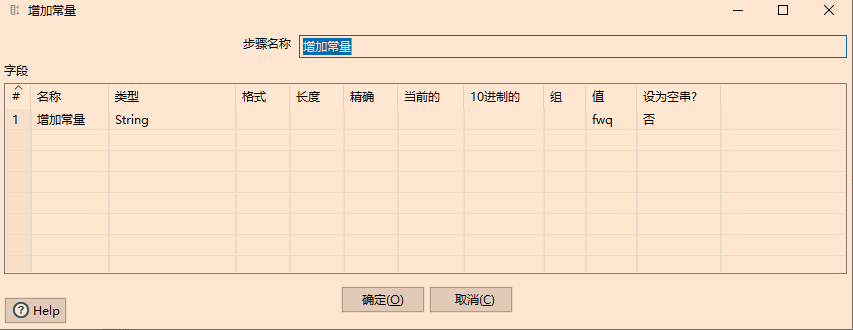 增加常量
步骤名称 增加常量
字段
# 名称 类型 格式 长度 精确 当前的 10进制的 组 值 设为空串?
1 增加常量 String fwq 否
确定(O) 取消(C)
Help